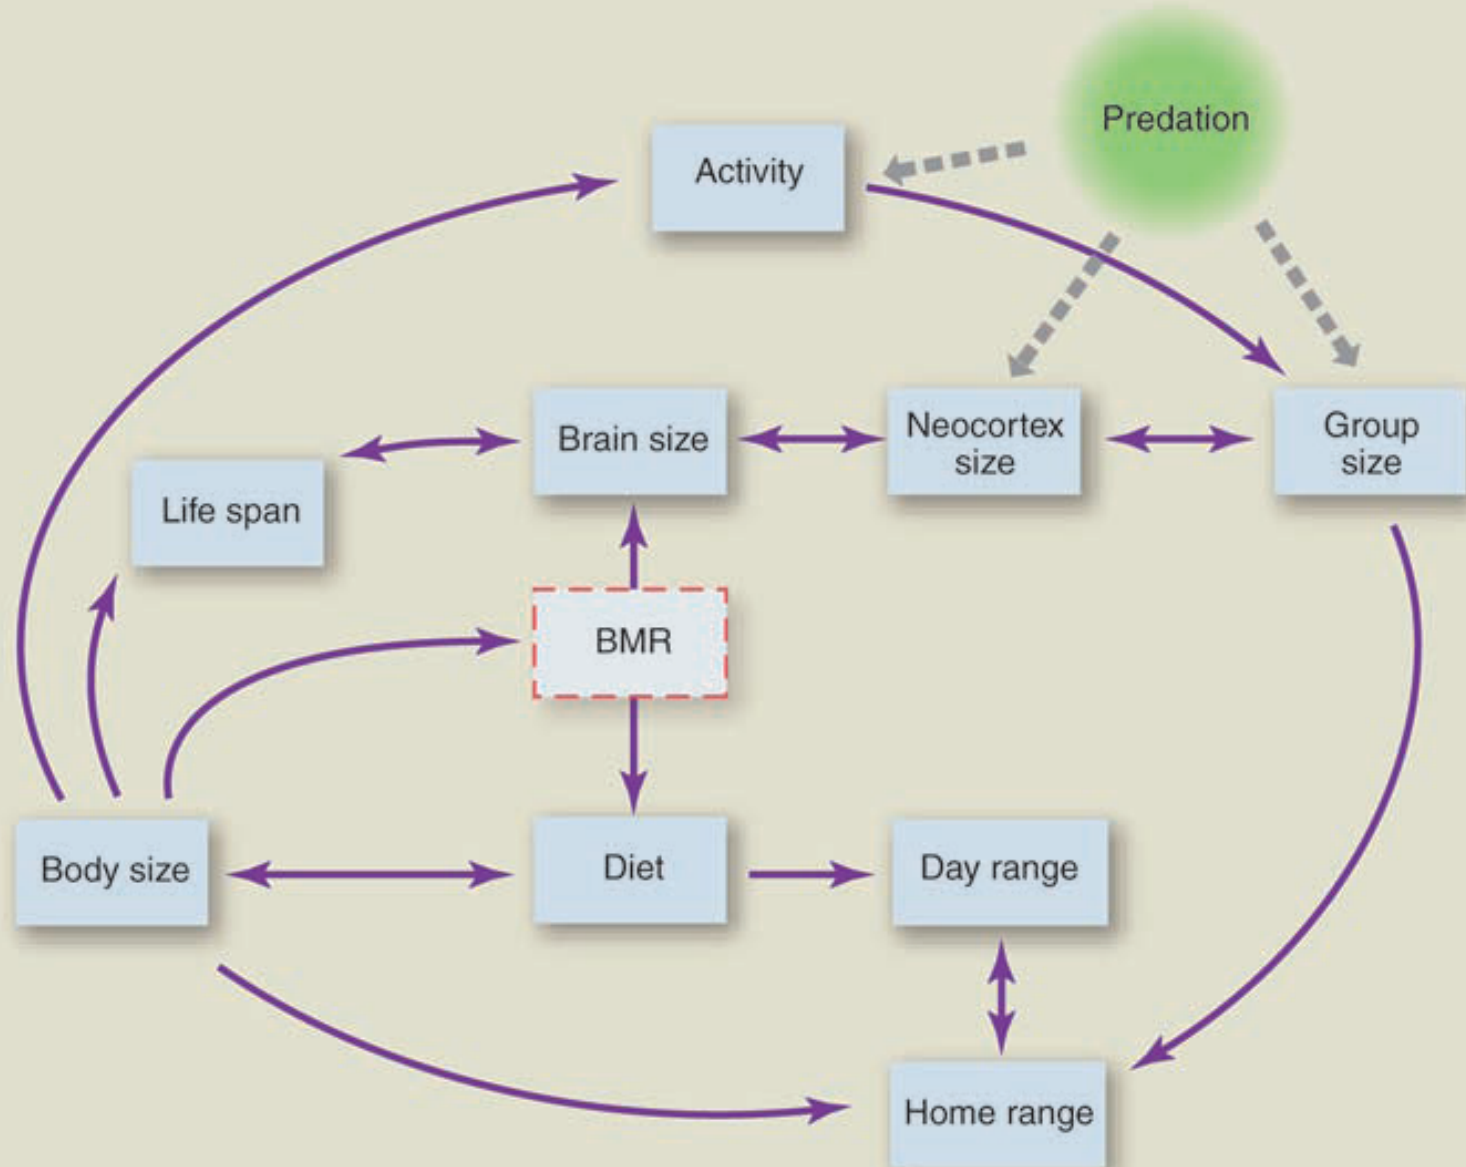 Predation
Activity
Brain size
Neocortex
size
Group
size
Life span
BMR
Body size
Diet
Day range
Home range